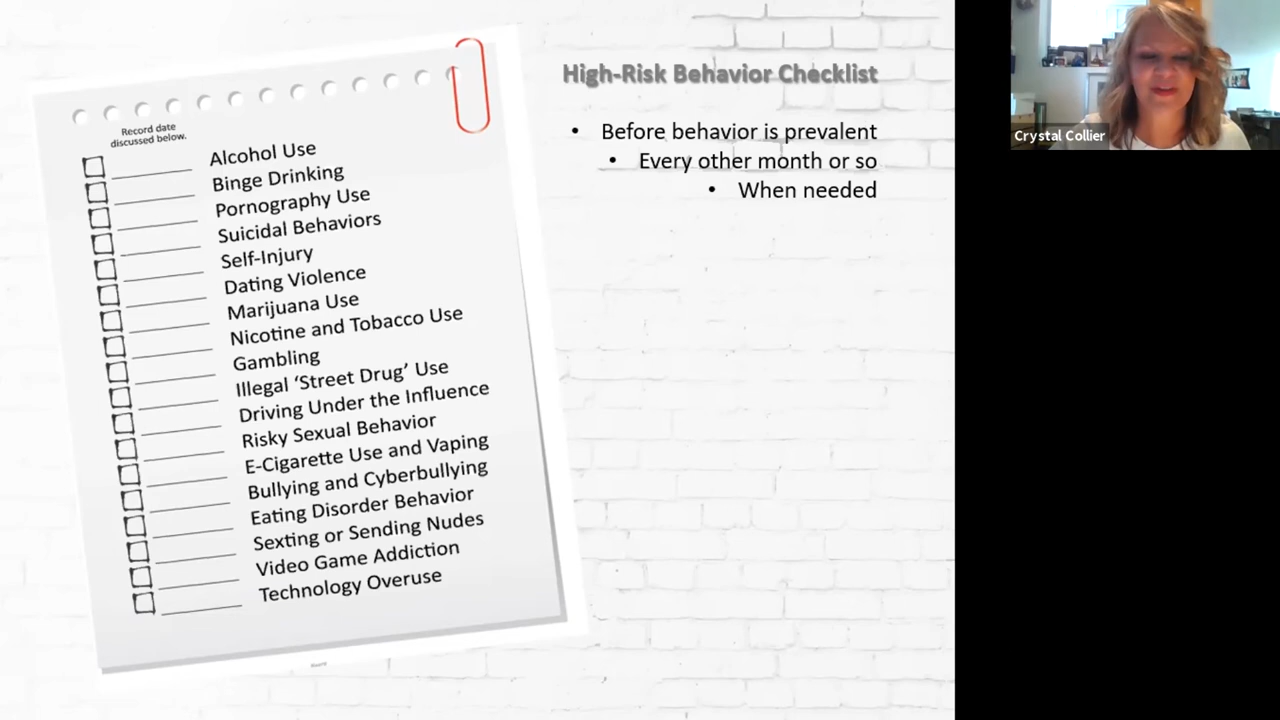 Record date
discussed below.
Alcohol Use
Binge Drinking
Pornography Use
Suicidal Behaviors
Self-Injury
Dating Violence
Marijuana Use
Nicotine and Tobacco Use
Gambling
Illegal ‘Street Drug’ Use
Driving Under the Influence
Risky Sexual Behavior
E-Cigarette Use and Vaping
Bullying and Cyberbullying
Eating Disorder Behavior
Sexting or Sending Nudes
Video Game Addiction
Technology Overuse
High-Risk Behavior Checklist
• Before behavior is prevalent
• Every other month or so
• When needed
Crystal Collier